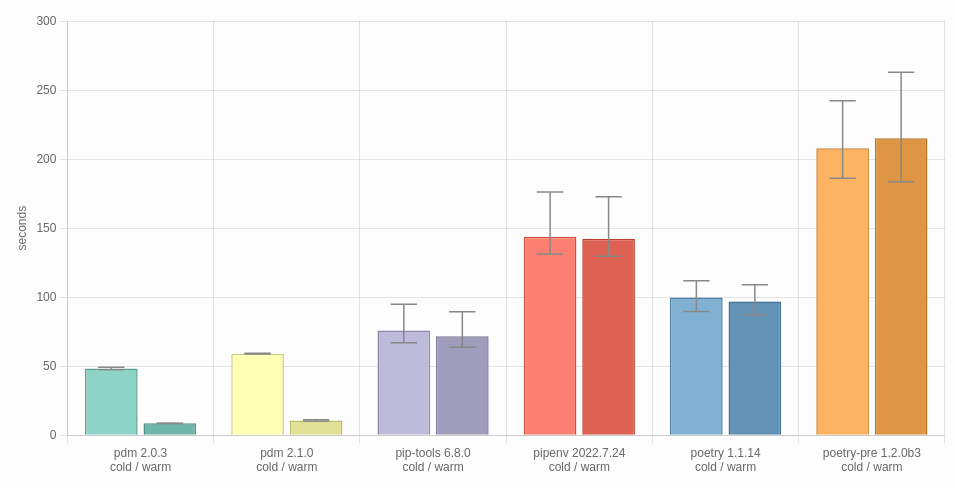 300
250
200
150
100
50
0
seconds
pdm 2.0.3
cold / warm
pdm 2.1.0
cold / warm
pip-tools 6.8.0
cold / warm
pipenv 2022.7.24
cold / warm
poetry 1.1.14
cold / warm
poetry-pre 1.2.0b3
cold / warm